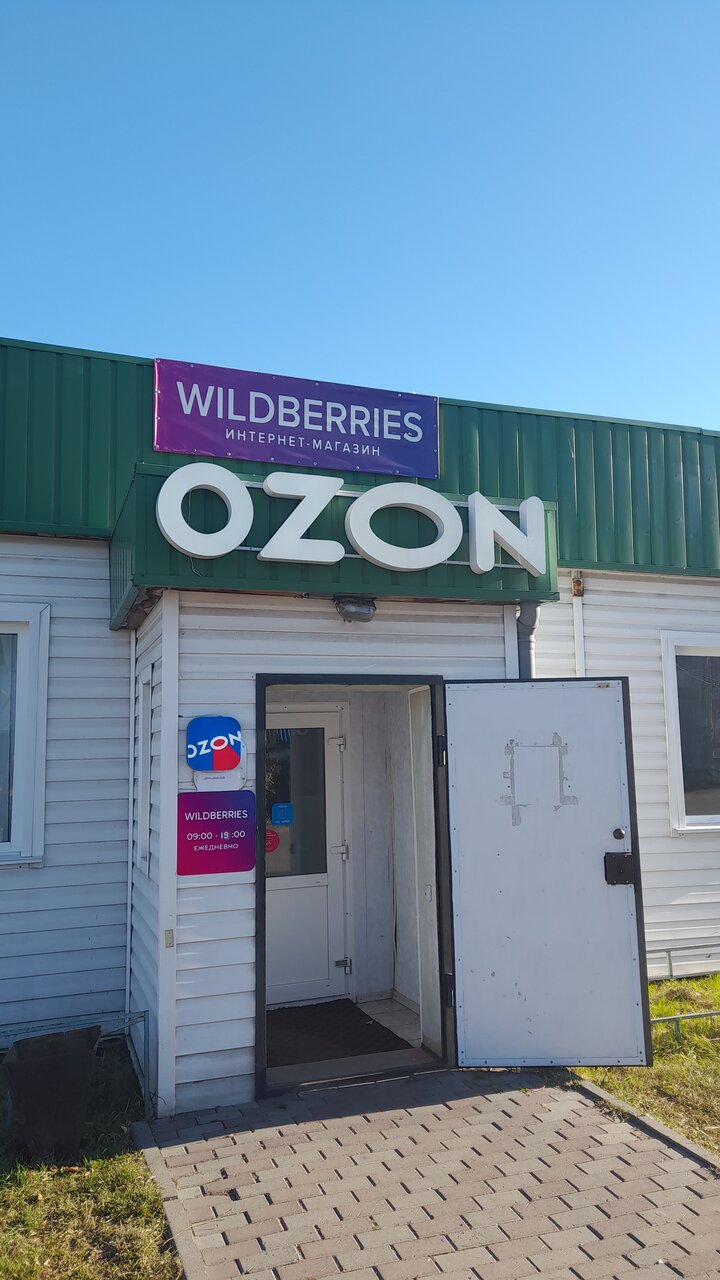 WILDBERRIES
ИНТЕРНЕТ-МАГАЗИН
OZON
OZON
WILDBERRIES
09:00 - 19:00
ЕЖЕДНЕВНО